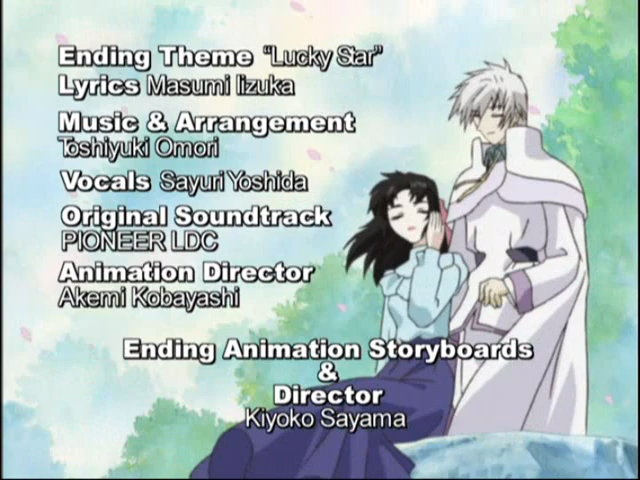 Ending Theme “Lucky Star”
Lyrics Masumi Iizuka
Music & Arrangement
Toshiyuki Omori
Vocals Sayuri Yoshida
Original Soundtrack
PIONEER LDC
Animation Director
Akemi Kobayashi
Ending Animation Storyboards
&
Director
Kiyoko Sayama